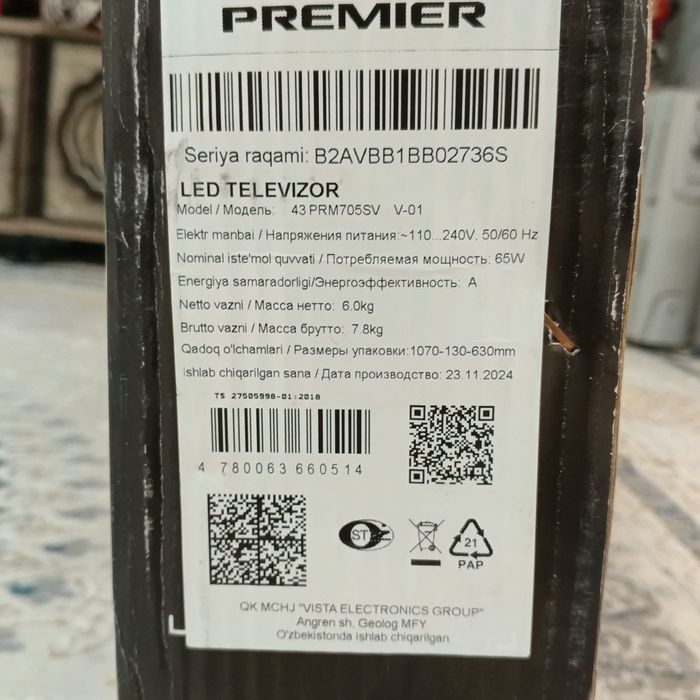 PREMIER
Seriya raqami: B2AVBB1BB02736S
LED TELEVIZOR
Model / Модель: 43 PRM705SV V-01
Elektr manbai / Напряжения питания:~110...240V, 50/60 Hz
Nominal iste'mol quvvati / Потребляемая мощность: 65W
Energiya samaradorligi/Энергоэффективность: A
Netto vazni / Масса нетто: 6.0kg
Brutto vazni / Масса брутто: 7.8kg
Qadoq o'lchamlari / Размеры упаковки:1070-130-630mm
Ishlab chiqarilgan sana / Дата производство: 23.11.2024
TS 27505998-01:2018
4 780063 660514
ST
21
PAP
QK MCHJ "VISTA ELECTRONICS GROUP"
Angren sh. Geolog MFY.
O'zbekistonda ishlab chiqarilgan